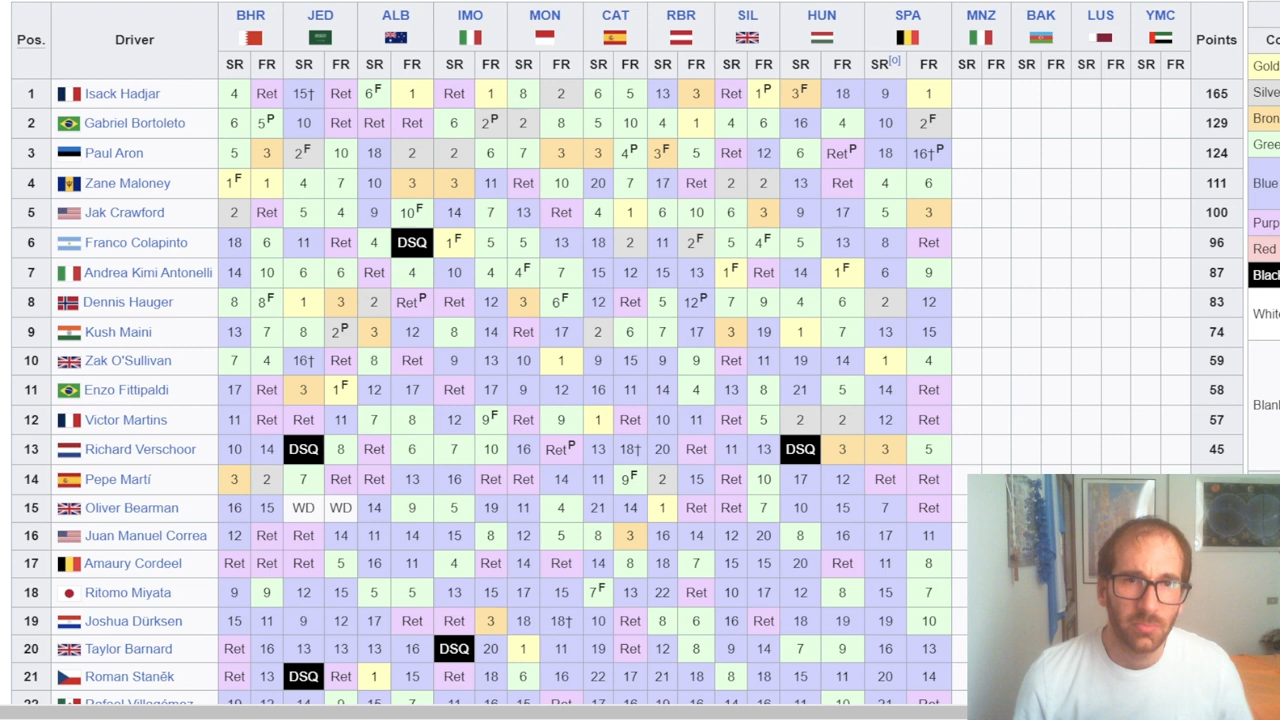 BHR JED ALB IMO MON CAT RBR SIL HUN SPA MNZ BAK LUS YMC
Pos. Driver Points Co
SR FR SR FR SR FR SR FR SR FR SR FR SR FR SR FR SR FR SR[o] FR SR FR SR FR SR FR SR FR
1 Isack Hadjar 4 Ret 15† Ret 6F 1 Ret 1 8 2 6 5 13 3 Ret 1P 3F 18 9 1 165
2 Gabriel Bortoleto 6 5P 10 Ret Ret Ret 6 2P 2 8 5 10 4 1 4 6 16 4 10 2F 129
3 Paul Aron 5 3 2F 10 18 2 2 6 7 3 3 4P 3F 5 Ret 12 6 RetP 18 16†P 124
4 Zane Maloney 1F 1 4 7 10 3 3 11 Ret 10 20 7 17 Ret 2 2 13 Ret 4 6 111
5 Jak Crawford 2 Ret 5 4 9 10F 14 7 13 Ret 4 1 6 10 6 3 9 17 5 3 100
6 Franco Colapinto 18 6 11 Ret 4 DSQ 1F 5 5 13 18 2 11 2F 5 4F 5 13 8 Ret 96
7 Andrea Kimi Antonelli 14 10 6 6 Ret 4 10 4 4F 7 15 12 15 13 1F Ret 14 1F 6 9 87
8 Dennis Hauger 8 8F 1 3 2 RetP Ret 12 3 6F 12 Ret 5 12P 7 9 4 6 2 12 83
9 Kush Maini 13 7 8 2P 3 12 8 14 Ret 17 2 6 7 17 3 19 1 7 13 15 74
10 Zak O'Sullivan 7 4 16† Ret 8 Ret 9 13 10 1 9 15 9 9 Ret 11 19 14 1 4 59
11 Enzo Fittipaldi 17 Ret 3 1F 12 17 Ret 17 9 12 16 11 14 4 13 8 21 5 14 Ret 58
12 Victor Martins 11 Ret Ret 11 7 8 12 9F Ret 9 1 Ret 10 11 Ret 5 2 2 12 Ret 57
13 Richard Verschoor 10 14 DSQ 8 Ret 6 7 10 16 RetP 13 18† 20 Ret 11 13 DSQ 3 3 5 45
14 Pepe Martí 3 2 7 Ret Ret 13 16 Ret Ret 14 11 9F 2 15 Ret 10 17 12 Ret Ret
15 Oliver Bearman 16 15 WD WD 14 9 5 19 11 4 21 14 1 Ret Ret 7 10 15 7 Ret
16 Juan Manuel Correa 12 Ret Ret 14 11 14 15 8 12 5 8 3 16 14 12 20 8 16 17 11
17 Amaury Cordeel Ret Ret Ret 5 16 11 4 Ret 14 Ret 14 8 18 7 15 15 20 Ret 11 8
18 Ritomo Miyata 9 9 12 15 5 5 13 15 17 15 7F 13 22 Ret 10 17 12 8 15 7
19 Joshua Dürksen 15 11 9 12 17 Ret Ret 3 18 18† 10 Ret 8 6 16 Ret 18 19 19 10
20 Taylor Barnard Ret 16 13 13 13 16 DSQ 20 1 11 19 Ret 12 8 9 14 7 9 16 13
21 Roman Staněk Ret 13 DSQ Ret 1 15 Ret 18 6 16 22 17 21 18 8 18 15 11 20 14
Gold
Silve
Bron
Gree
Blue
Purp
Red
Black
White
Blank